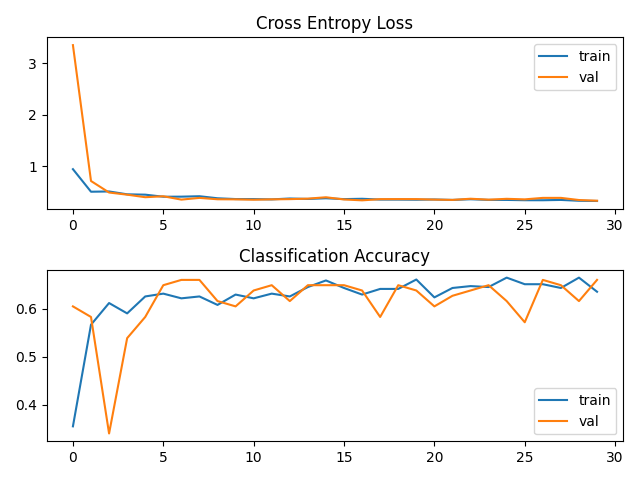 Cross Entropy Loss
3
2
1
train
val
0 5 10 15 20 25 30
Classification Accuracy
0.6
0.5
0.4
train
val
0 5 10 15 20 25 30